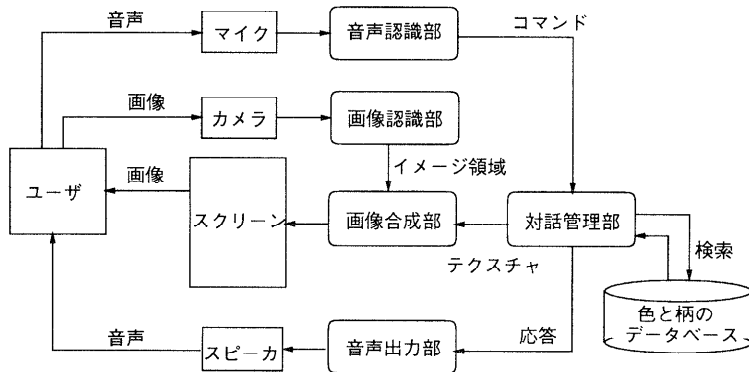 音声
マイク
音声認識部
コマンド
画像
カメラ
画像認識部
イメージ領域
ユーザ
画像
スクリーン
画像合成部
対話管理部
テクスチャ
検索
色と柄の
データベース
音声
スピーカ
音声出力部
応答